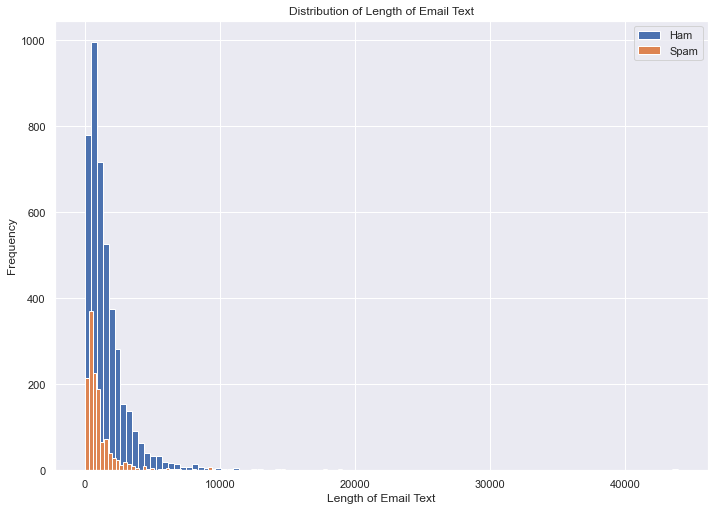 Distribution of Length of Email Text
Ham
Spam
1000
800
600
400
200
0
Frequency
0 10000 20000 30000 40000
Length of Email Text